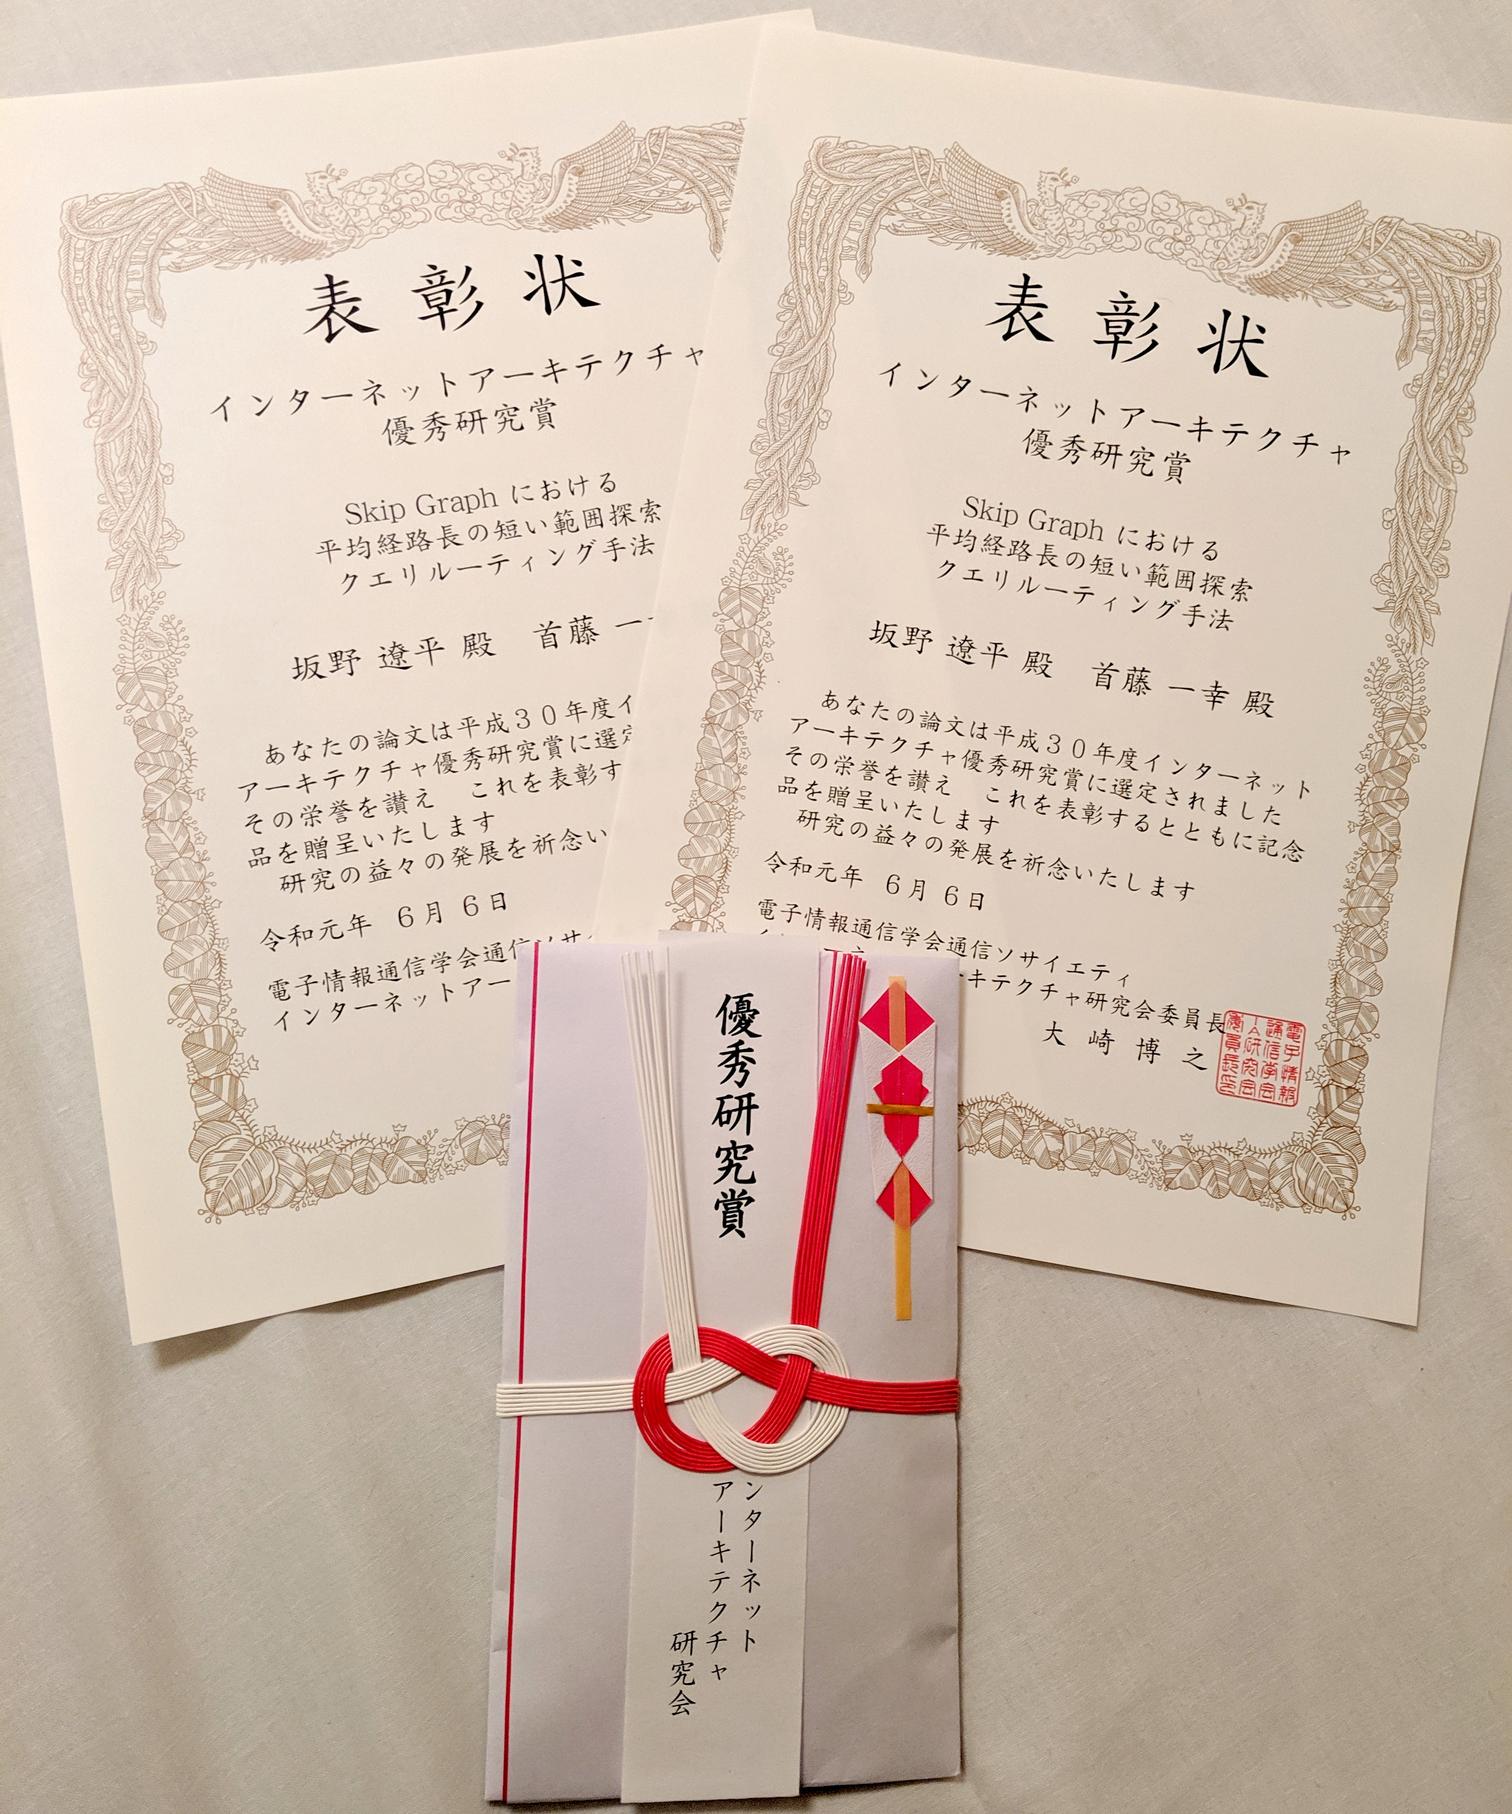 表彰状
インターネットアーキテクチャ
優秀研究賞
Skip Graph における
平均経路長の短い範囲探索
クエリルーティング手法
坂野 遼平 殿 首藤 一
あなたの論文は平成30年度イ
アーキテクチャ優秀研究賞に選定
その栄誉を讃え これを表彰す
品を贈呈いたします
研究の益々の発展を祈念い
令和元年 6月 6日
電子情報通信学会通信ソサイ
インターネットアー
表彰状
インターネットアーキテクチャ
優秀研究賞
Skip Graph における
平均経路長の短い範囲探索
クエリルーティング手法
坂野 遼平 殿 首藤 一幸 殿
あなたの論文は平成30年度インターネット
アーキテクチャ優秀研究賞に選定されました
その栄誉を讃え これを表彰するとともに記念
品を贈呈いたします
研究の益々の発展を祈念いたします
令和元年 6月 6日
電子情報通信学会通信ソサイエティ
キテクチャ研究会委員長
大崎博之
電子情報
通信学会
IA研究会
委員長印
優秀研究賞
ンターネット
アーキテクチャ
研究会